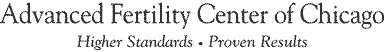 Advanced Fertility Center of Chicago
Higher Standards • Proven Results